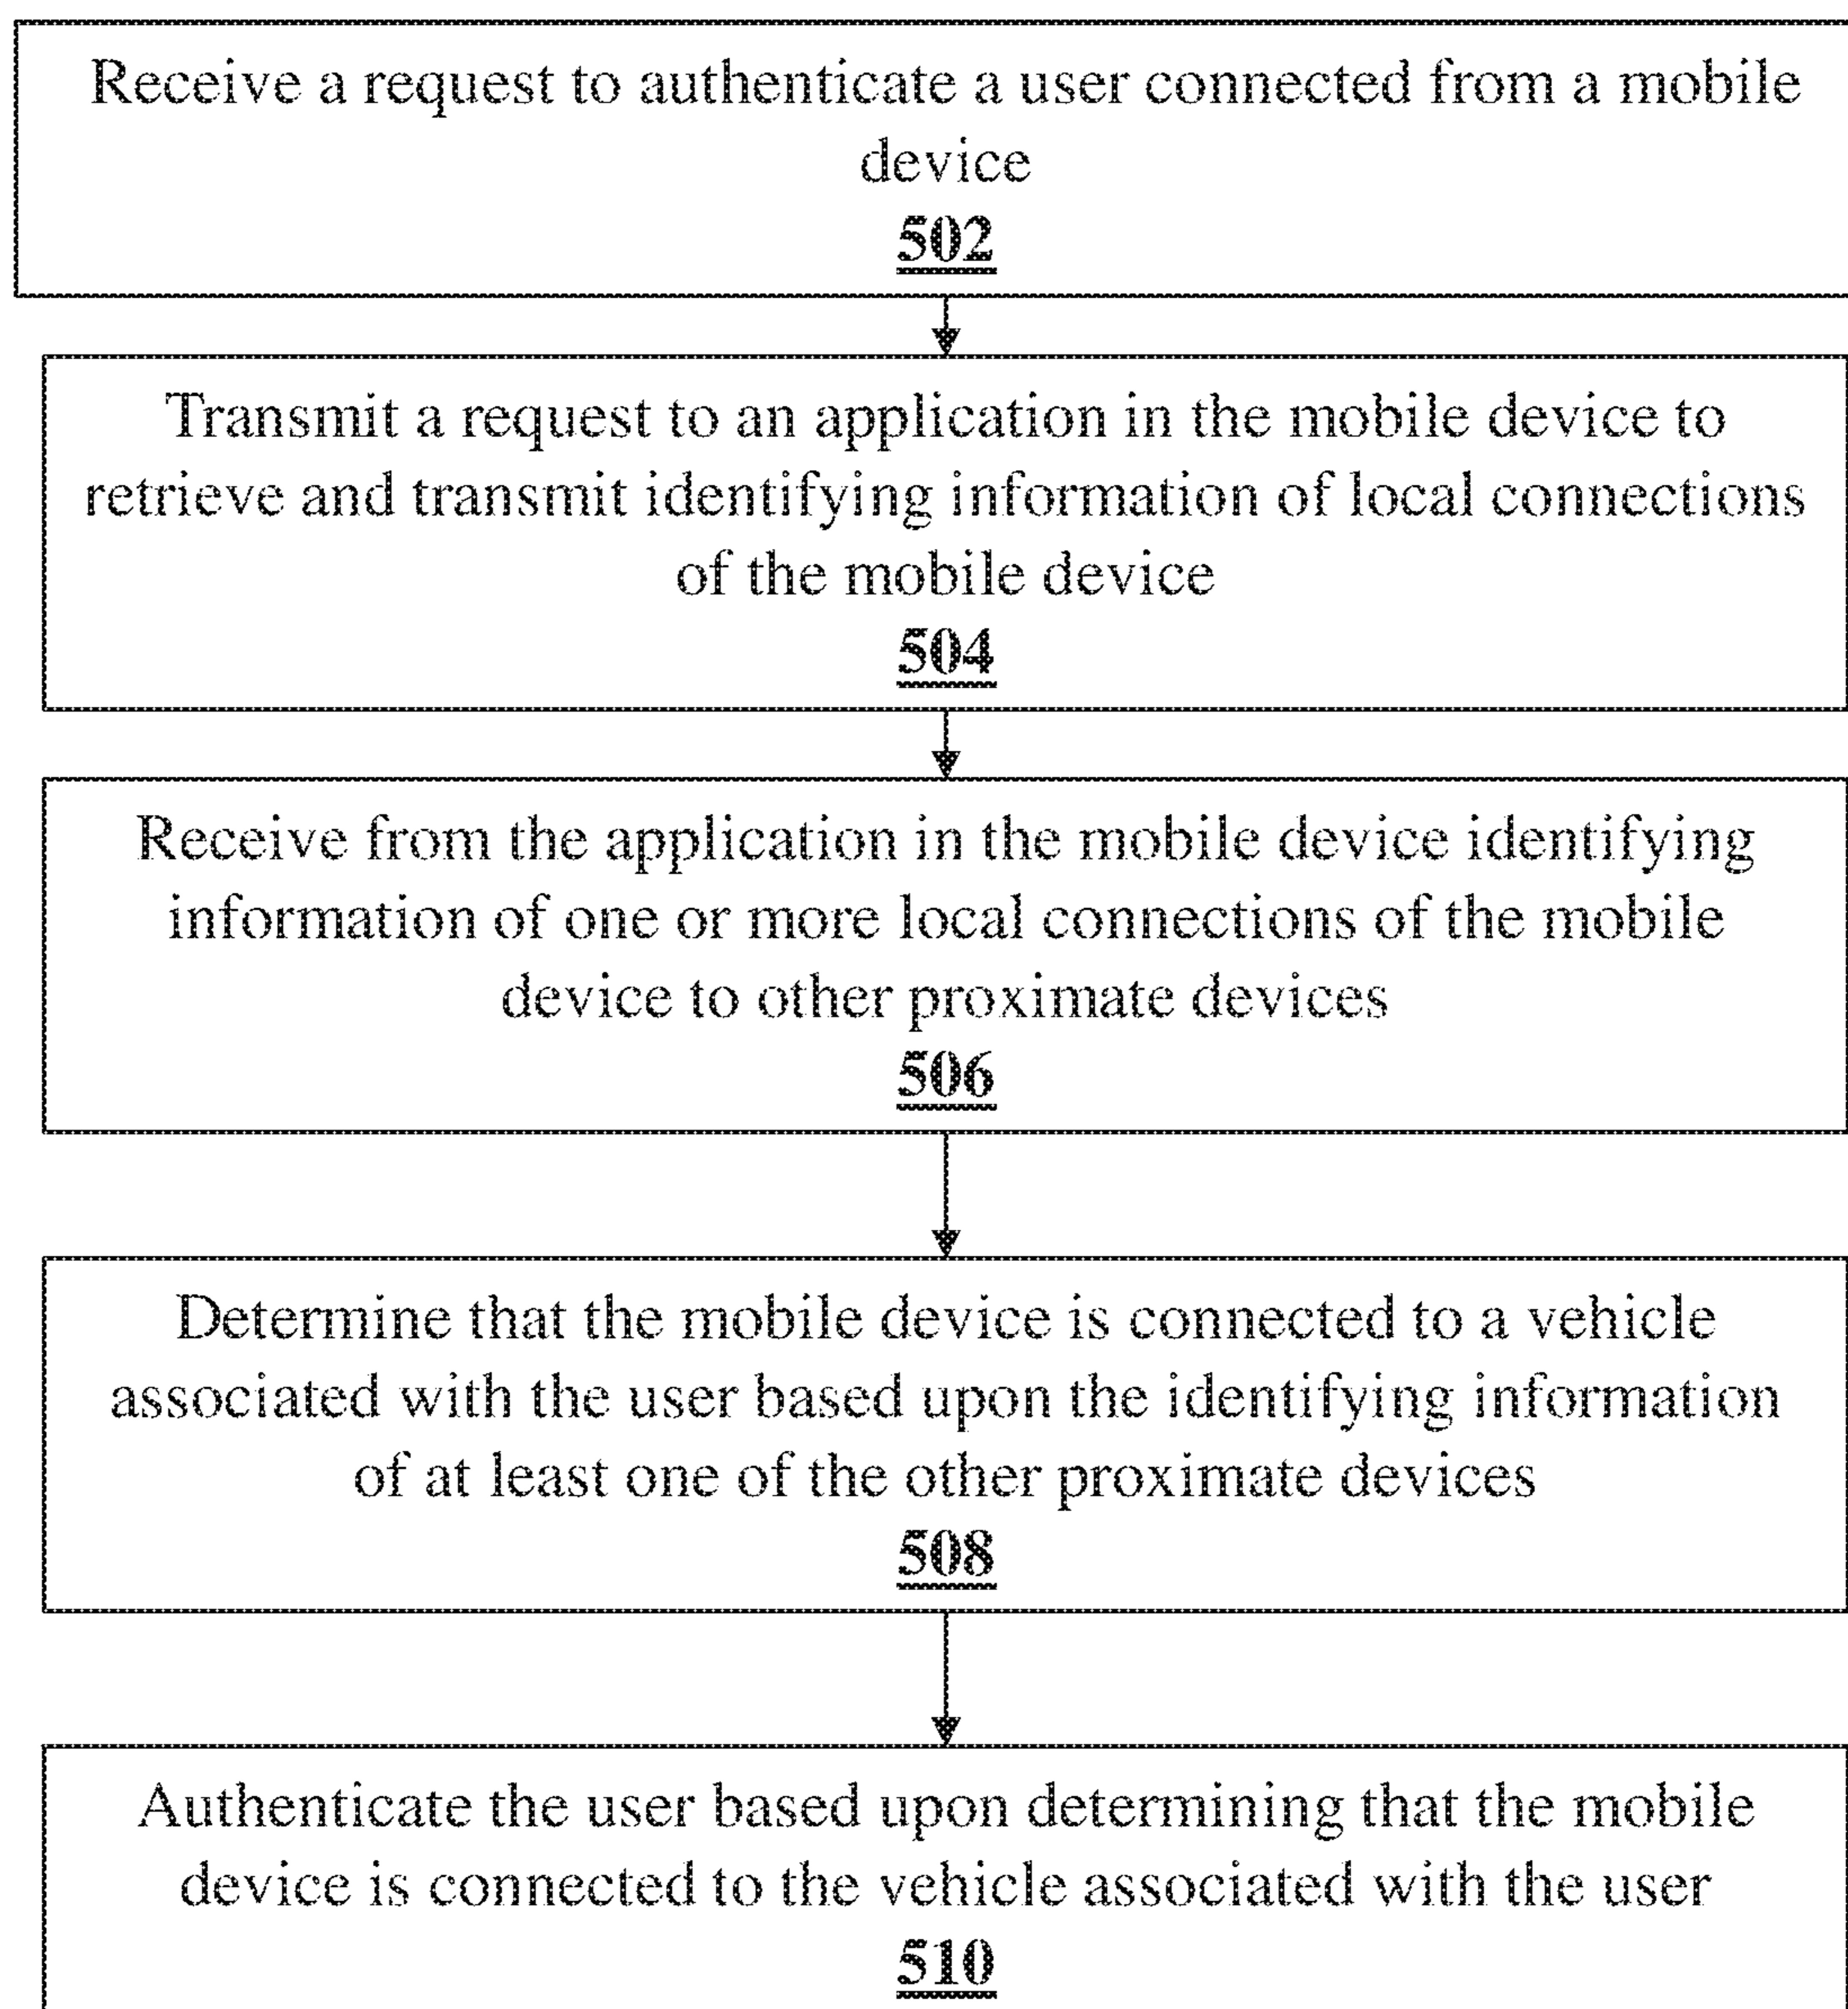 Receive a request to authenticate a user connected from a mobile
device
502
Transmit a request to an application in the mobile device to
retrieve and transmit identifying information of local connections
of the mobile device
504
Receive from the application in the mobile device identifying
information of one or more local connections of the mobile
device to other proximate devices
506
Determine that the mobile device is connected to a vehicle
associated with the user based upon the identifying information
of at least one of the other proximate devices
508
Authenticate the user based upon determining that the mobile
device is connected to the vehicle associated with the user
510